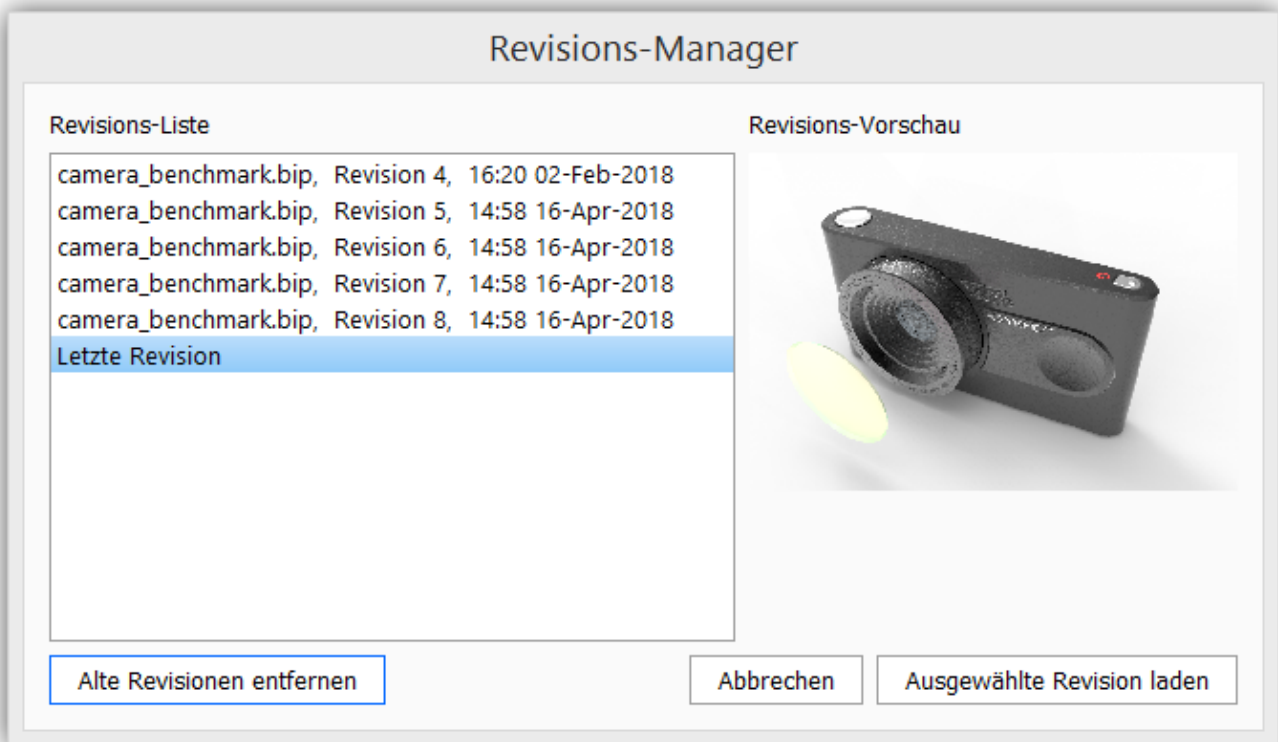 Revisions-Manager
Revisions-Liste
Revisions-Vorschau
camera_benchmark.bip, Revision 4, 16:20 02-Feb-2018
camera_benchmark.bip, Revision 5, 14:58 16-Apr-2018
camera_benchmark.bip, Revision 6, 14:58 16-Apr-2018
camera_benchmark.bip, Revision 7, 14:58 16-Apr-2018
camera_benchmark.bip, Revision 8, 14:58 16-Apr-2018
Letzte Revision
Alte Revisionen entfernen
Abbrechen
Ausgewählte Revision laden